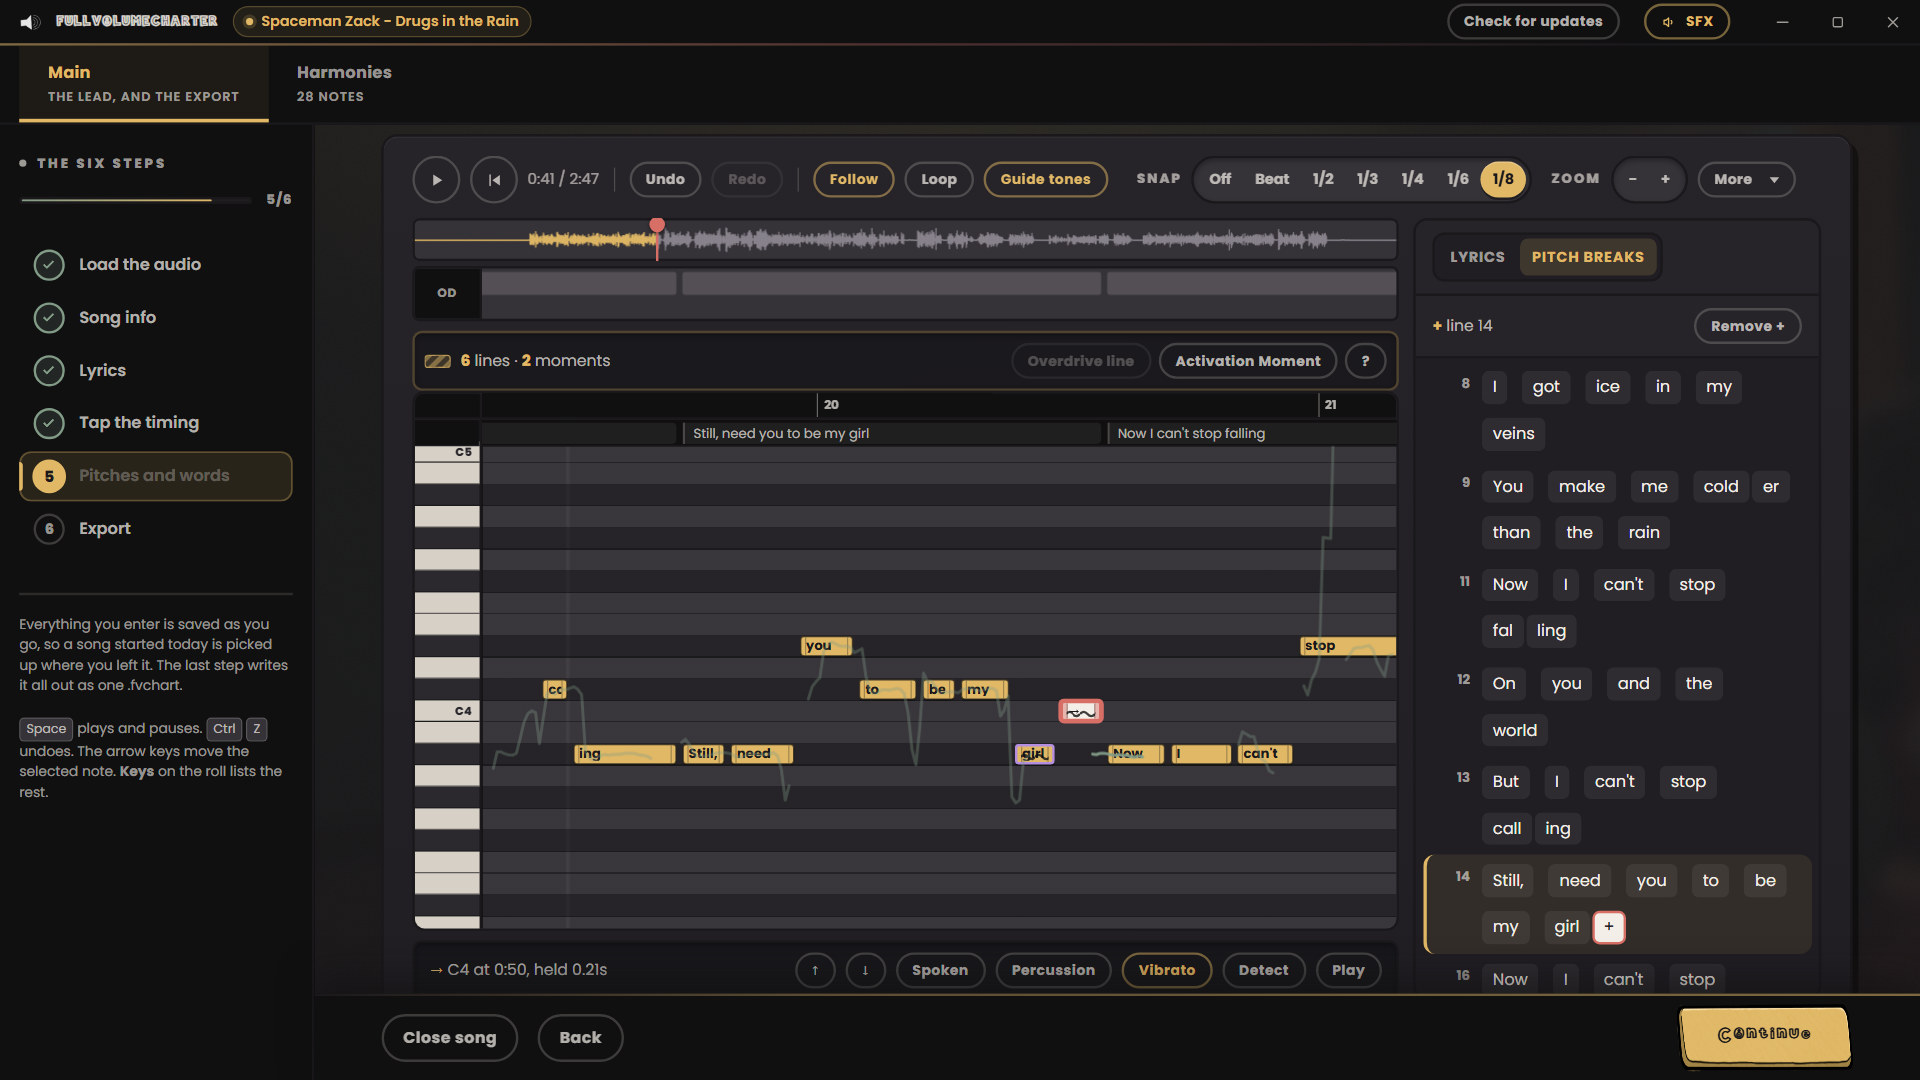 FULLVOLUMECHARTER
Spaceman Zack - Drugs in the Rain
Check for updates
SFX
Main
THE LEAD, AND THE EXPORT
Harmonies
28 NOTES
THE SIX STEPS
5/6
Load the audio
Song info
Lyrics
Tap the timing
5 Pitches and words
6 Export
Everything you enter is saved as you
go, so a song started today is picked
up where you left it. The last step writes
it all out as one .fvchart.
Space plays and pauses. Ctrl Z
undoes. The arrow keys move the
selected note. Keys on the roll lists the
rest.
0:41 / 2:47
Undo
Redo
Follow
Loop
Guide tones
SNAP
Off Beat 1/2 1/3 1/4 1/6 1/8
ZOOM
- +
More
OD
6 lines · 2 moments
Overdrive line
Activation Moment
?
20
21
Still, need you to be my girl
Now I can't stop falling
C5
you
stop
to
be
my
C4
ing
Still,
need
girl
Now
I
can't
→ C4 at 0:50, held 0.21s
↑
↓
Spoken
Percussion
Vibrato
Detect
Play
LYRICS
PITCH BREAKS
+ line 14
Remove +
8 I got ice in my
veins
9 You make me cold er
than the rain
11 Now I can't stop
fal ling
12 On you and the
world
13 But I can't stop
call ing
14 Still, need you to be
my girl +
16 Now I can't stop
Close song
Back
Continue